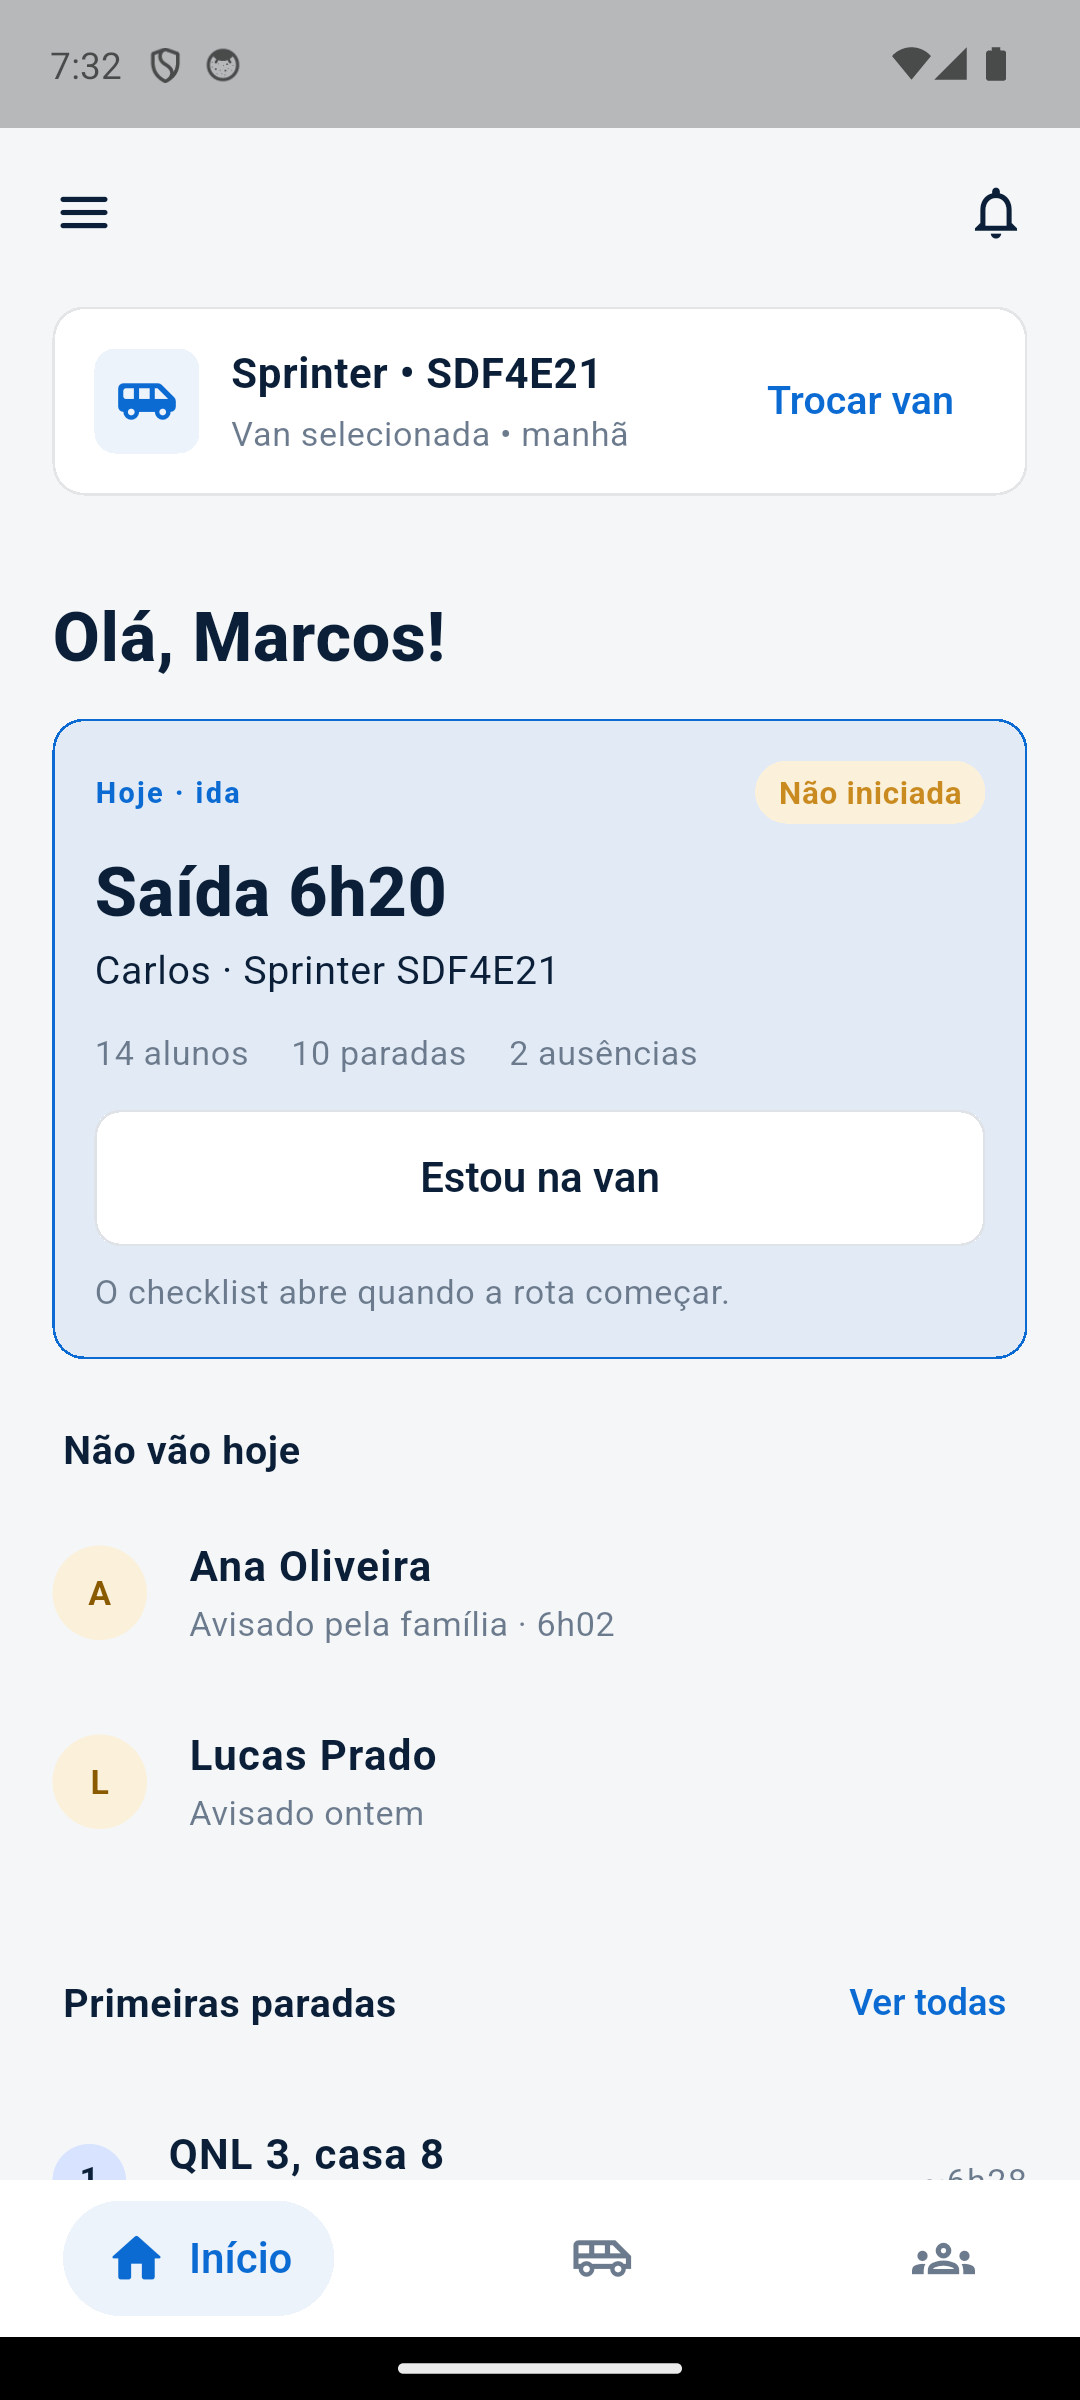 7:32
Sprinter • SDF4E21
Van selecionada • manhã
Trocar van
Olá, Marcos!
Hoje · ida
Não iniciada
Saída 6h20
Carlos · Sprinter SDF4E21
14 alunos 10 paradas 2 ausências
Estou na van
O checklist abre quando a rota começar.
Não vão hoje
A
Ana Oliveira
Avisado pela família · 6h02
L
Lucas Prado
Avisado ontem
Primeiras paradas
Ver todas
1
QNL 3, casa 8
~6h28
Início